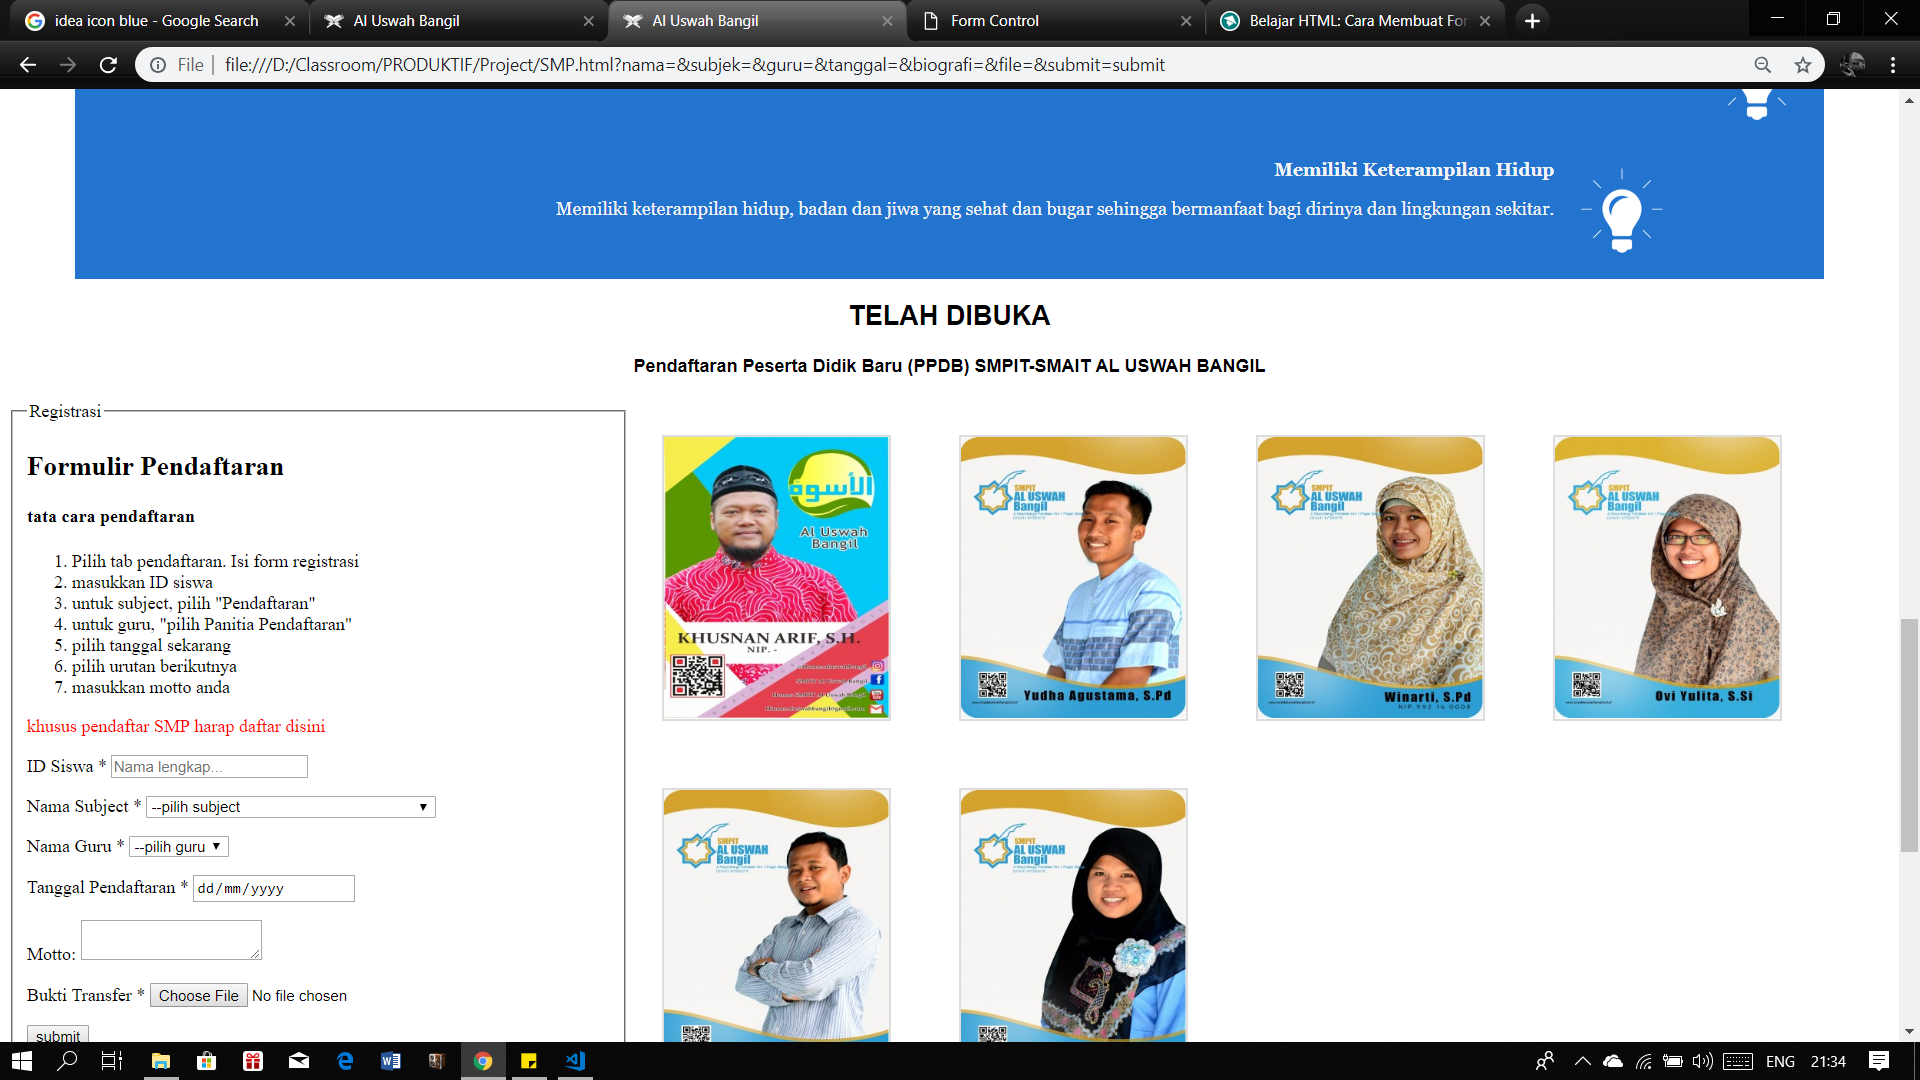 idea icon blue - Google Search
Al Uswah Bangil
Al Uswah Bangil
Form Control
Belajar HTML: Cara Membuat For
File
file:///D:/Classroom/PRODUKTIF/Project/SMP.html?nama=&subjek=&guru=&tanggal=&biografi=&file=&submit=submit
Memiliki Keterampilan Hidup
Memiliki keterampilan hidup, badan dan jiwa yang sehat dan bugar sehingga bermanfaat bagi dirinya dan lingkungan sekitar.
TELAH DIBUKA
Pendaftaran Peserta Didik Baru (PPDB) SMPIT-SMAIT AL USWAH BANGIL
Registrasi
Formulir Pendaftaran
tata cara pendaftaran
1. Pilih tab pendaftaran. Isi form registrasi
2. masukkan ID siswa
3. untuk subject, pilih "Pendaftaran"
4. untuk guru, "pilih Panitia Pendaftaran"
5. pilih tanggal sekarang
6. pilih urutan berikutnya
7. masukkan motto anda
khusus pendaftar SMP harap daftar disini
ID Siswa * Nama lengkap...
Nama Subject * --pilih subject
Nama Guru * --pilih guru
Tanggal Pendaftaran * dd/mm/yyyy
Motto:
Bukti Transfer * Choose File No file chosen
submit
الأسوة
Al Uswah
Bangil
KHUSNAN ARIF, S.H.
NIP. -
SMPIT
AL USWAH
Bangil
Yudha Agustama, S.Pd
SMPIT
AL USWAH
Bangil
Winarti, S.Pd
NIP.992 14 0008
SMPIT
AL USWAH
Bangil
Ovi Yulita, S.Si
SMPIT
AL USWAH
Bangil
SMPIT
AL USWAH
Bangil
ENG
21:34